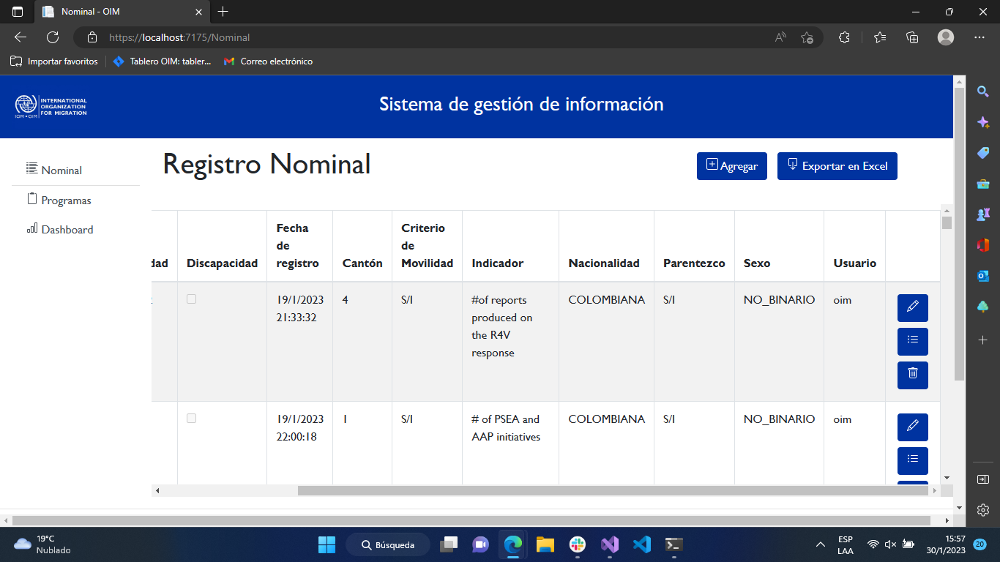 Nominal - OIM
https://localhost:7175/Nominal
Importar favoritos
Tablero OIM: tabler...
Correo electrónico
INTERNATIONAL
ORGANIZATION
FOR MIGRATION
IOM • OIM
Sistema de gestión de información
Nominal
Programas
Dashboard
Registro Nominal
Agregar
Exportar en Excel
dad
Discapacidad
Fecha
de
registro
Cantón
Criterio
de
Movilidad
Indicador
Nacionalidad
Parentezco
Sexo
Usuario
19/1/2023
21:33:32
4
S/I
#of reports
produced on
the R4V
response
COLOMBIANA
S/I
NO_BINARIO
oim
19/1/2023
22:00:18
1
S/I
# of PSEA and
AAP initiatives
COLOMBIANA
S/I
NO_BINARIO
oim
19°C
Nublado
Búsqueda
ESP
LAA
15:57
30/1/2023
20